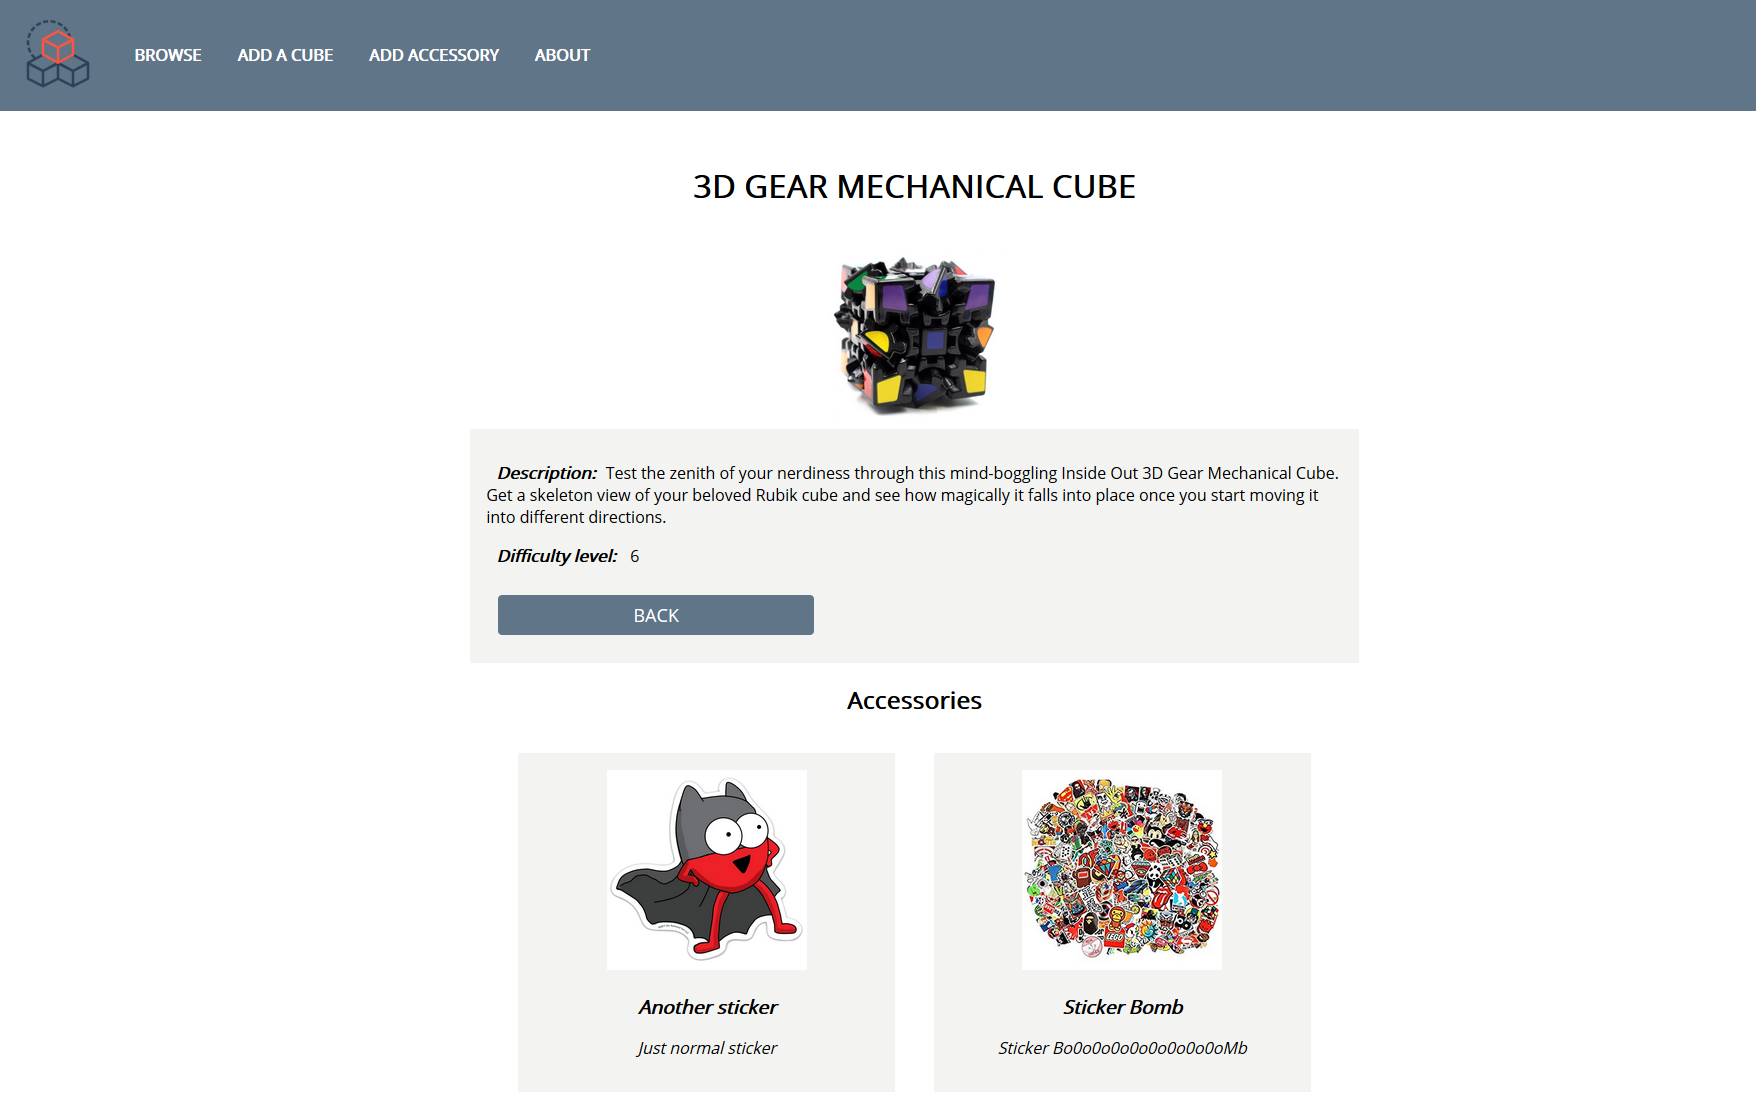 BROWSE ADD A CUBE ADD ACCESSORY ABOUT
3D GEAR MECHANICAL CUBE
Description: Test the zenith of your nerdiness through this mind-boggling Inside Out 3D Gear Mechanical Cube.
Get a skeleton view of your beloved Rubik cube and see how magically it falls into place once you start moving it
into different directions.
Difficulty level: 6
BACK
Accessories
LEGO
Another sticker
Sticker Bomb
Just normal sticker
Sticker Bo0o0o0o0o0o0o0o0oMb